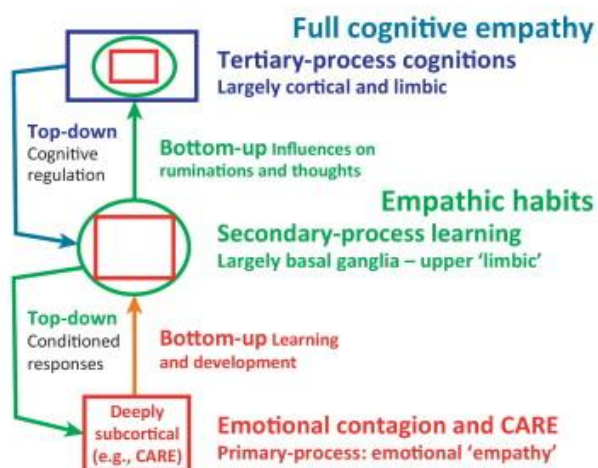 Full cognitive empathy
Tertiary-process cognitions
Largely cortical and limbic
Top-down
Cognitive
regulation
Bottom-up Influences on
ruminations and thoughts
Empathic habits
Secondary-process learning
Largely basal ganglia – upper ‘limbic’
Top-down
Conditioned
responses
Bottom-up Learning
and development
Deeply
subcortical
(e.g., CARE)
Emotional contagion and CARE
Primary-process: emotional ‘empathy’